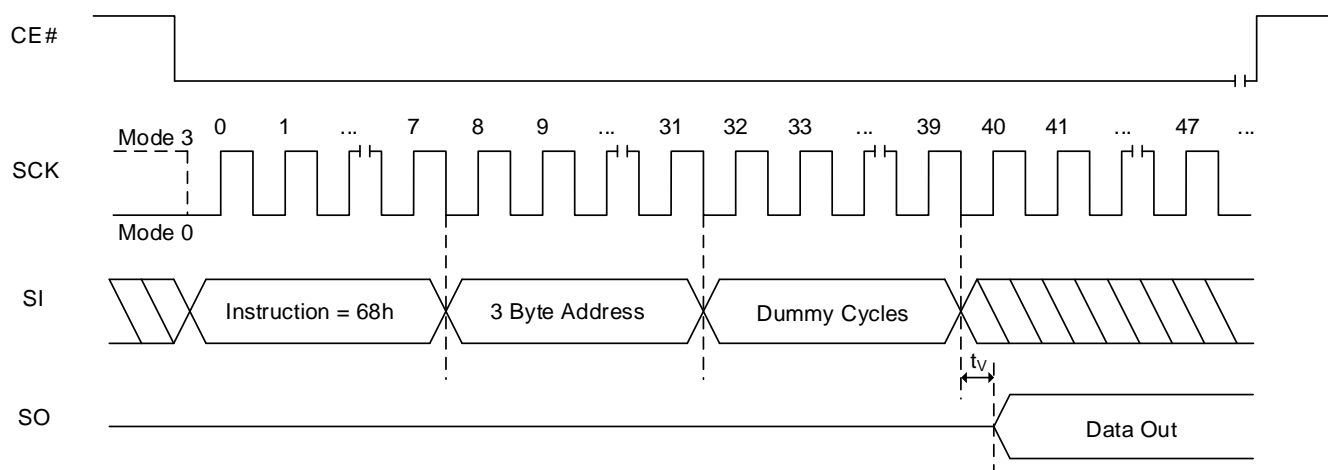 CE#
Mode 3
0 1 ... 7 8 9 ... 31 32 33 ... 39 40 41 ... 47 ...
SCK
Mode 0
SI
Instruction = 68h
3 Byte Address
Dummy Cycles
tV
SO
Data Out